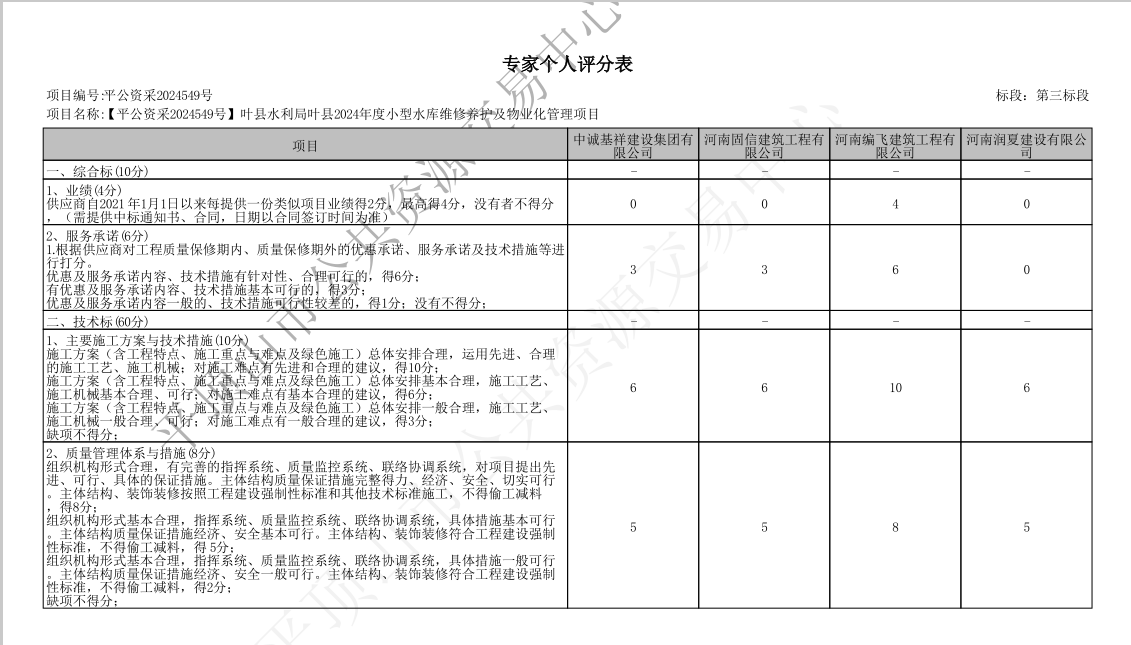 专家个人评分表
项目编号:平公资采2024549号
标段：第三标段
项目名称:【平公资采2024549号】叶县水利局叶县2024年度小型水库维修养护及物业化管理项目
项目
中诚基祥建设集团有
限公司
河南固信建筑工程有
限公司
河南编飞建筑工程有
限公司
河南润夏建设有限公
司
一、综合标(10分)
– – – –
1、业绩(4分)
供应商自2021 年1月1日以来每提供一份类似项目业绩得2分，最高得4分，没有者不得分
，（需提供中标通知书、合同，日期以合同签订时间为准）
0 0 4 0
2、服务承诺(6分)
1.根据供应商对工程质量保修期内、质量保修期外的优惠承诺、服务承诺及技术措施等进
行打分。
优惠及服务承诺内容、技术措施有针对性、合理可行的，得6分；
有优惠及服务承诺内容、技术措施基本可行的，得3分；
优惠及服务承诺内容一般的、技术措施可行性较差的，得1分；没有不得分；
3 3 6 0
二、技术标(60分)
– – – –
1、主要施工方案与技术措施(10分)
施工方案（含工程特点、施工重点与难点及绿色施工）总体安排合理，运用先进、合理
的施工工艺、施工机械；对施工难点有先进和合理的建议，得10分；
施工方案（含工程特点、施工重点与难点及绿色施工）总体安排基本合理，施工工艺、
施工机械基本合理、可行；对施工难点有基本合理的建议，得6分；
施工方案（含工程特点、施工重点与难点及绿色施工）总体安排一般合理，施工工艺、
施工机械一般合理、可行；对施工难点有一般合理的建议，得3分；
缺项不得分；
6 6 10 6
2、质量管理体系与措施(8分)
组织机构形式合理，有完善的指挥系统、质量监控系统、联络协调系统，对项目提出先
进、可行、具体的保证措施。主体结构质量保证措施完整得力、经济、安全、切实可行
。主体结构、装饰装修按照工程建设强制性标准和其他技术标准施工，不得偷工减料
，得8分；
组织机构形式基本合理，指挥系统、质量监控系统、联络协调系统，具体措施基本可行
。主体结构质量保证措施经济、安全基本可行。主体结构、装饰装修符合工程建设强制
性标准，不得偷工减料，得 5分；
组织机构形式基本合理，指挥系统、质量监控系统、联络协调系统，具体措施一般可行
。主体结构质量保证措施经济、安全一般可行。主体结构、装饰装修符合工程建设强制
性标准，不得偷工减料，得2分；
缺项不得分；
5 5 8 5
平顶山市公共资源交易中心
平顶山市公共资源交易中心